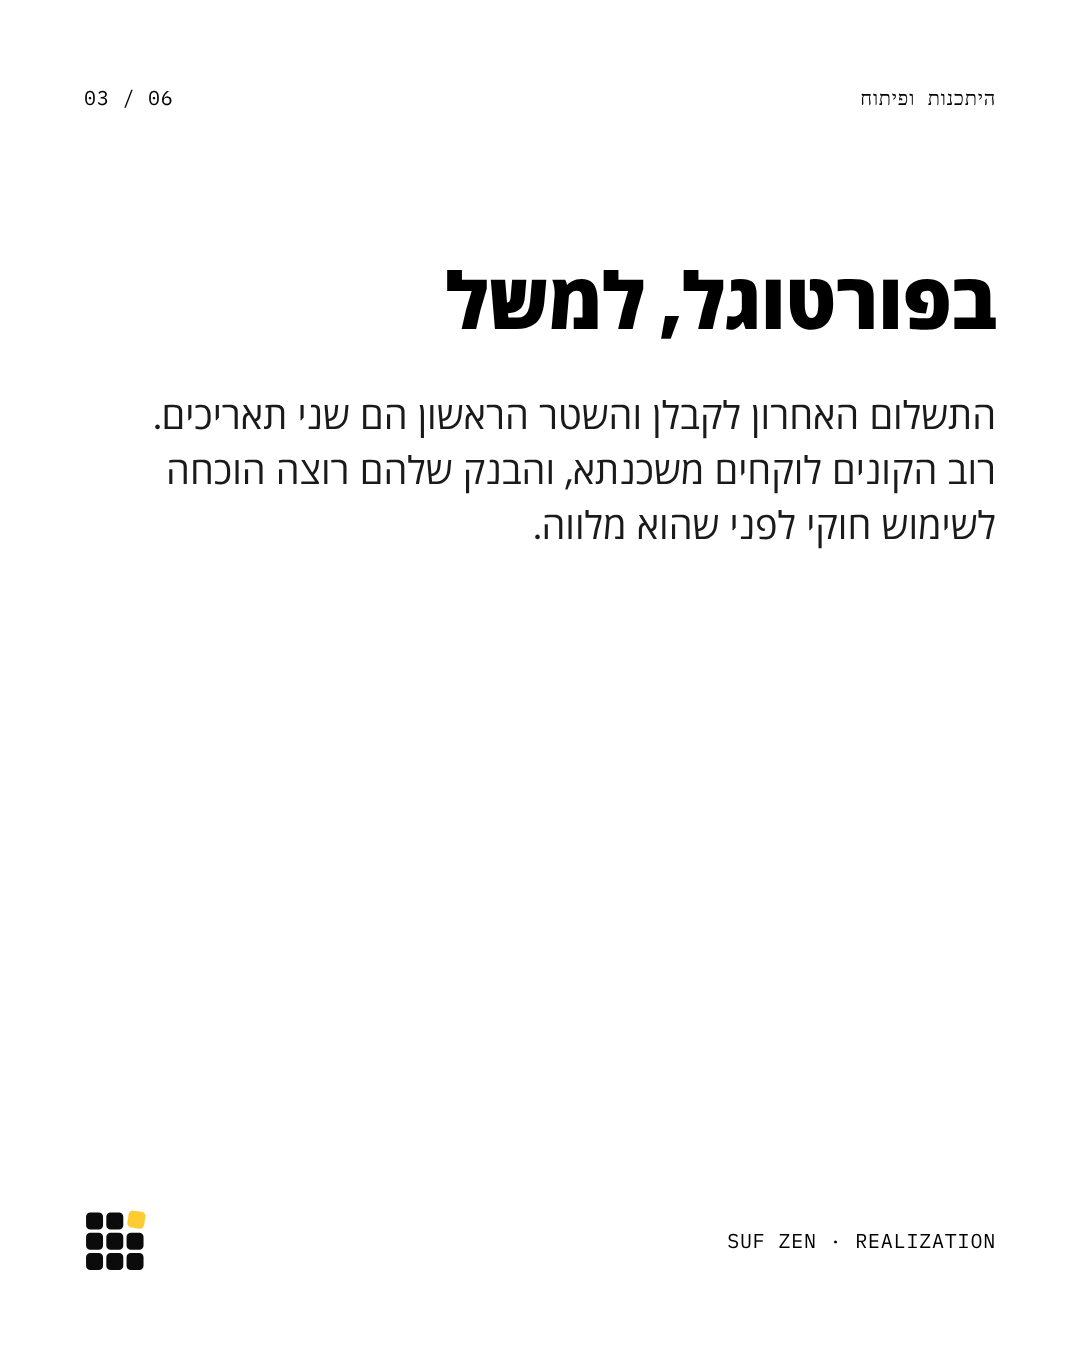 היתכנות ופיתוח
03 / 06
בפורטוגל, למשל
התשלום האחרון לקבלן והשטר הראשון הם שני תאריכים.
רוב הקונים לוקחים משכנתא, והבנק שלהם רוצה הוכחה
לשימוש חוקי לפני שהוא מלווה.
SUF ZEN · REALIZATION